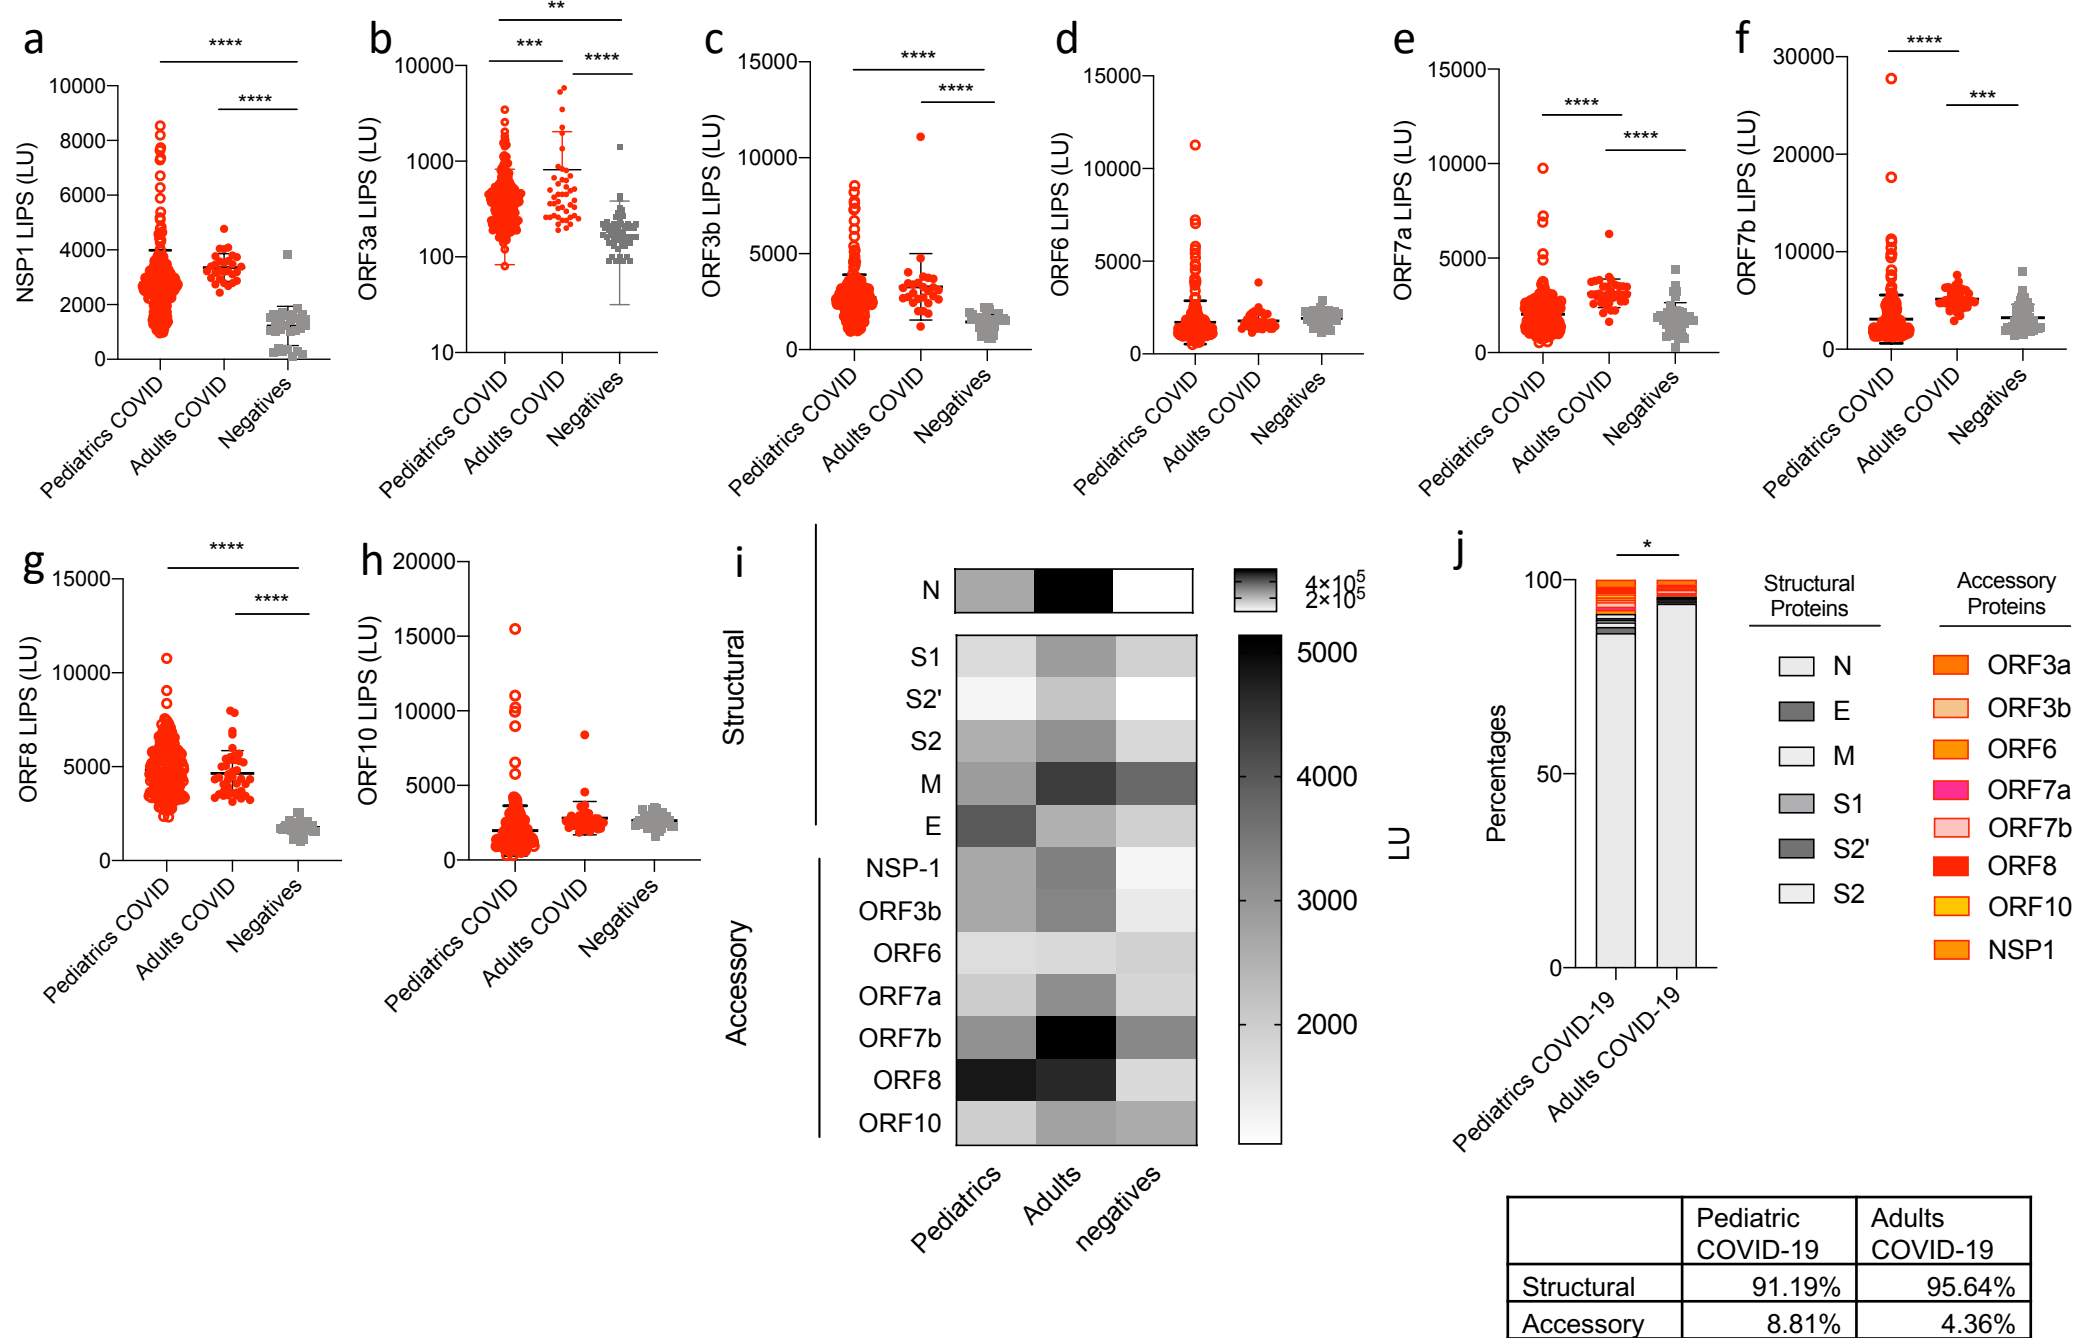 a
****
****
10000
8000
6000
4000
2000
0
NSP1 LIPS (LU)
Pediatrics COVID
Adults COVID
Negatives
b
**
***
****
10000
1000
100
10
ORF3a LIPS (LU)
Pediatrics COVID
Adults COVID
Negatives
c
****
****
15000
10000
5000
0
ORF3b LIPS (LU)
Pediatrics COVID
Adults COVID
Negatives
d
15000
10000
5000
0
ORF6 LIPS (LU)
Pediatrics COVID
Adults COVID
Negatives
e
****
****
15000
10000
5000
0
ORF7a LIPS (LU)
Pediatrics COVID
Adults COVID
Negatives
f
****
***
30000
20000
10000
0
ORF7b LIPS (LU)
Pediatrics COVID
Adults COVID
Negatives
g
****
****
15000
10000
5000
0
ORF8 LIPS (LU)
Pediatrics COVID
Adults COVID
Negatives
h
20000
15000
10000
5000
0
ORF10 LIPS (LU)
Pediatrics COVID
Adults COVID
Negatives
i
Structural
Accessory
N
S1
S2'
S2
M
E
NSP-1
ORF3b
ORF6
ORF7a
ORF7b
ORF8
ORF10
Pediatrics
Adults
negatives
4×10⁵
2×10⁵
5000
4000
3000
2000
LU
j
*
100
50
0
Percentages
Pediatrics COVID-19
Adults COVID-19
Structural
Proteins
N
E
M
S1
S2'
S2
Accessory
Proteins
ORF3a
ORF3b
ORF6
ORF7a
ORF7b
ORF8
ORF10
NSP1
Pediatric COVID-19 Adults COVID-19
Structural 91.19% 95.64%
Accessory 8.81% 4.36%